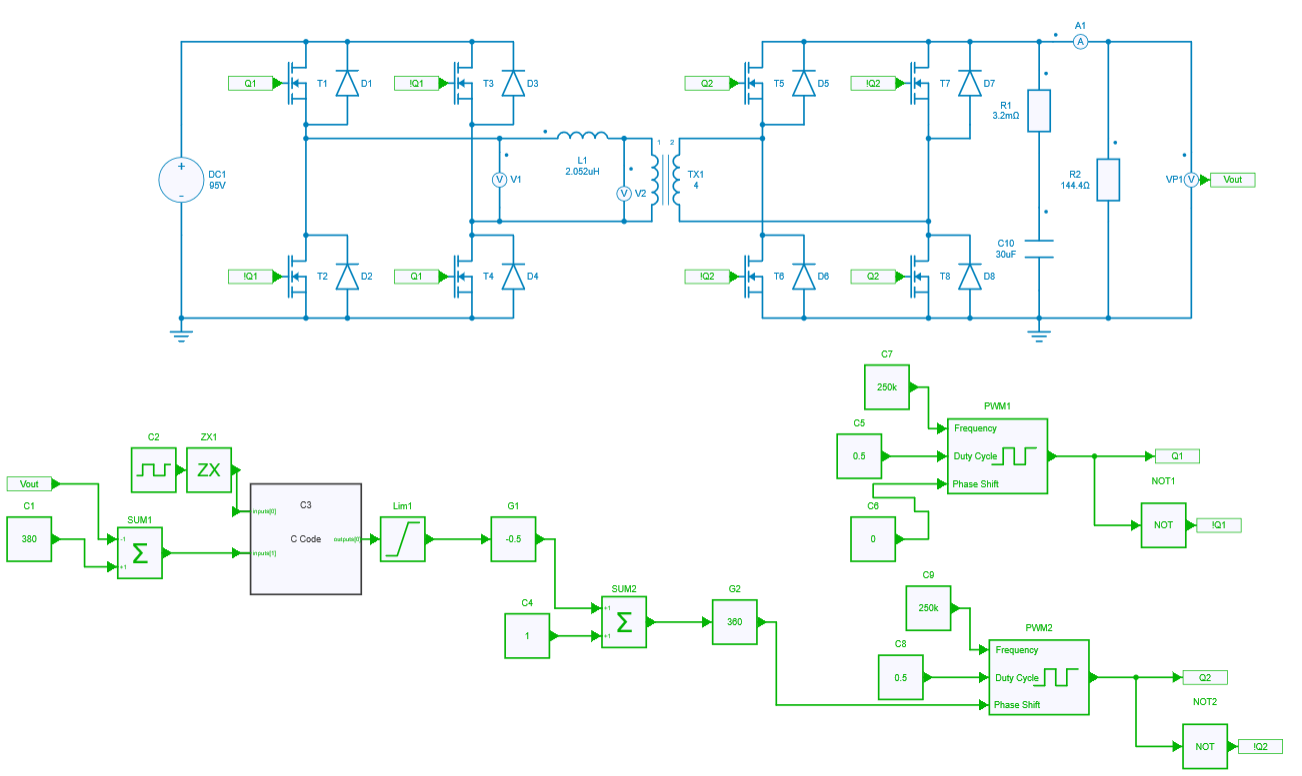 A1
A
Q1
T1
D1
!Q1
T3
D3
Q2
T5
D5
!Q2
T7
D7
R1
3.2mΩ
+
-
DC1
95V
V
V1
L1
2.052uH
V
V2
1
2
TX1
4
R2
144.4Ω
VP1
V
Vout
!Q1
T2
D2
Q1
T4
D4
!Q2
T6
D6
Q2
T8
D8
C10
30uF
C7
250k
PWM1
Frequency
Duty Cycle
Phase Shift
C5
0.5
C6
0
Q1
NOT1
NOT
!Q1
C2
ZX1
ZX
Vout
C1
380
SUM1
-1
+1
Σ
C3
C Code
inputs[0]
inputs[1]
outputs[0]
Lim1
G1
-0.5
C4
1
SUM2
+1
+1
Σ
G2
360
C9
250k
PWM2
Frequency
Duty Cycle
Phase Shift
C8
0.5
Q2
NOT2
NOT
!Q2